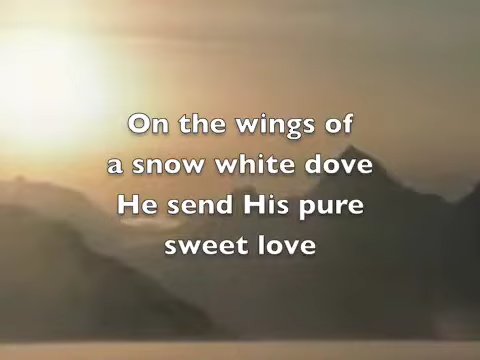 On the wings of
a snow white dove
He send His pure
sweet love